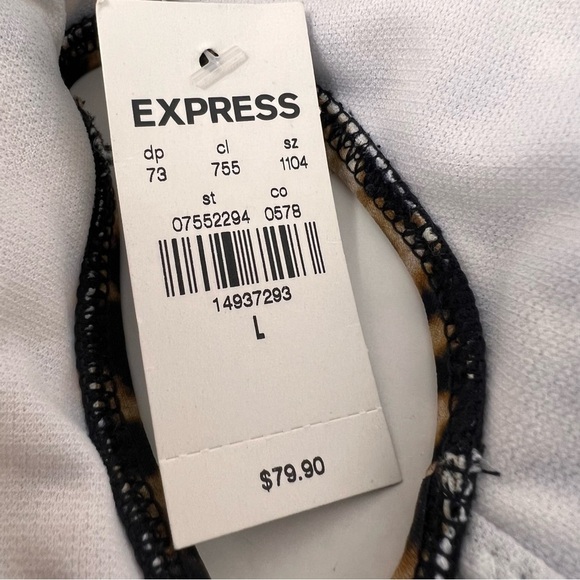 EXPRESS
dp cl sz
73 755 1104
st co
07552294 0578
14937293
L
$79.90